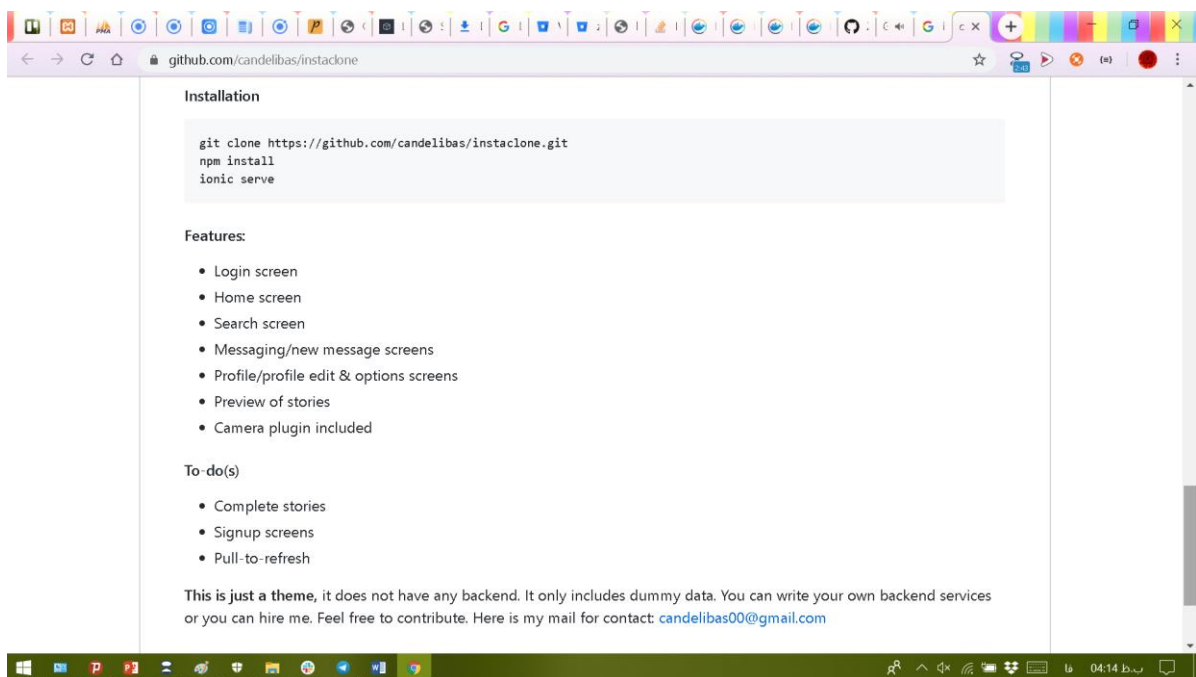 github.com/candelibas/instaclone
2:43
Installation
git clone https://github.com/candelibas/instaclone.git
npm install
ionic serve
Features:
Login screen
Home screen
Search screen
Messaging/new message screens
Profile/profile edit & options screens
Preview of stories
Camera plugin included
To-do(s)
Complete stories
Signup screens
Pull-to-refresh
This is just a theme, it does not have any backend. It only includes dummy data. You can write your own backend services
or you can hire me. Feel free to contribute. Here is my mail for contact: candelibas00@gmail.com
فا 04:14 ب.ظ